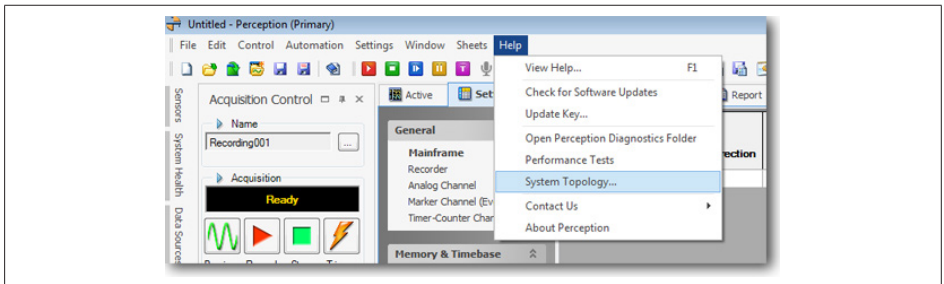 Untitled - Perception (Primary)
File Edit Control Automation Settings Window Sheets Help
View Help... F1
Check for Software Updates
Update Key...
Open Perception Diagnostics Folder
Performance Tests
System Topology...
Contact Us
About Perception
Sensors
System Health
Data Sources
Acquisition Control
Name
Recording001
...
Acquisition
Ready
Active
Set
Report
General
Mainframe
Recorder
Analog Channel
Marker Channel (Ev
Timer-Counter Char
Memory & Timebase
rection